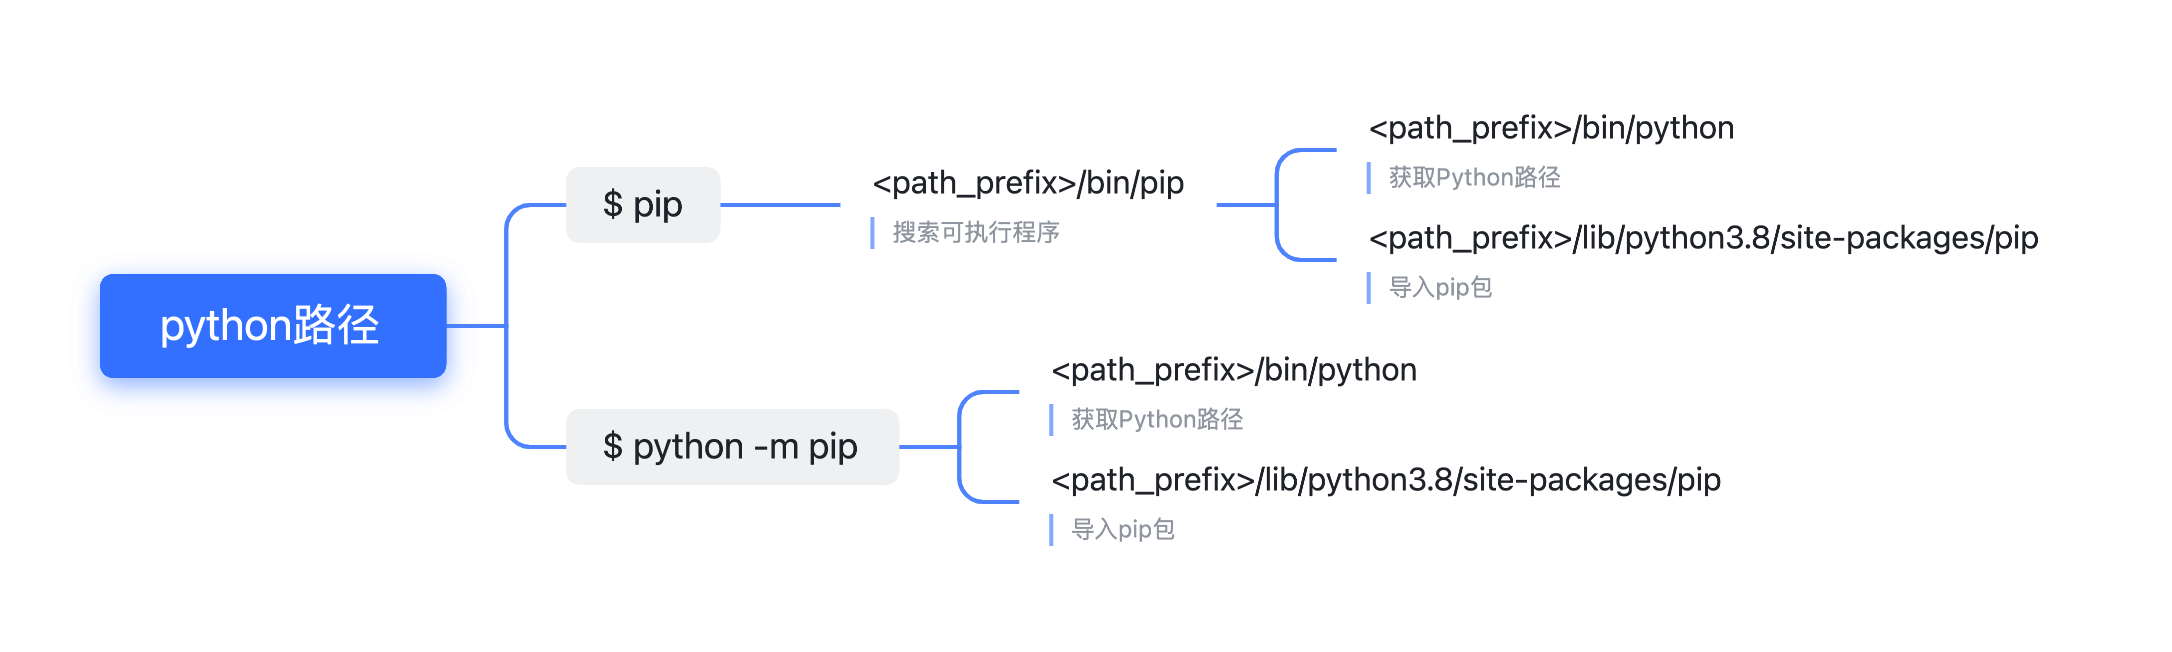 python路径
$ pip
<path_prefix>/bin/pip
搜索可执行程序
<path_prefix>/bin/python
获取Python路径
<path_prefix>/lib/python3.8/site-packages/pip
导入pip包
$ python -m pip
<path_prefix>/bin/python
获取Python路径
<path_prefix>/lib/python3.8/site-packages/pip
导入pip包